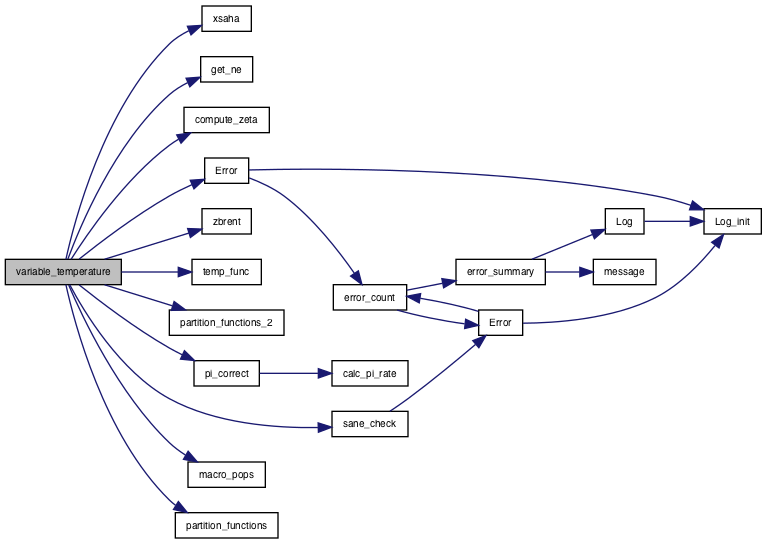 xsaha
get_ne
compute_zeta
Error
zbrent
Log
Log_init
variable_temperature
temp_func
error_summary
message
error_count
partition_functions_2
Error
pi_correct
calc_pi_rate
sane_check
macro_pops
partition_functions